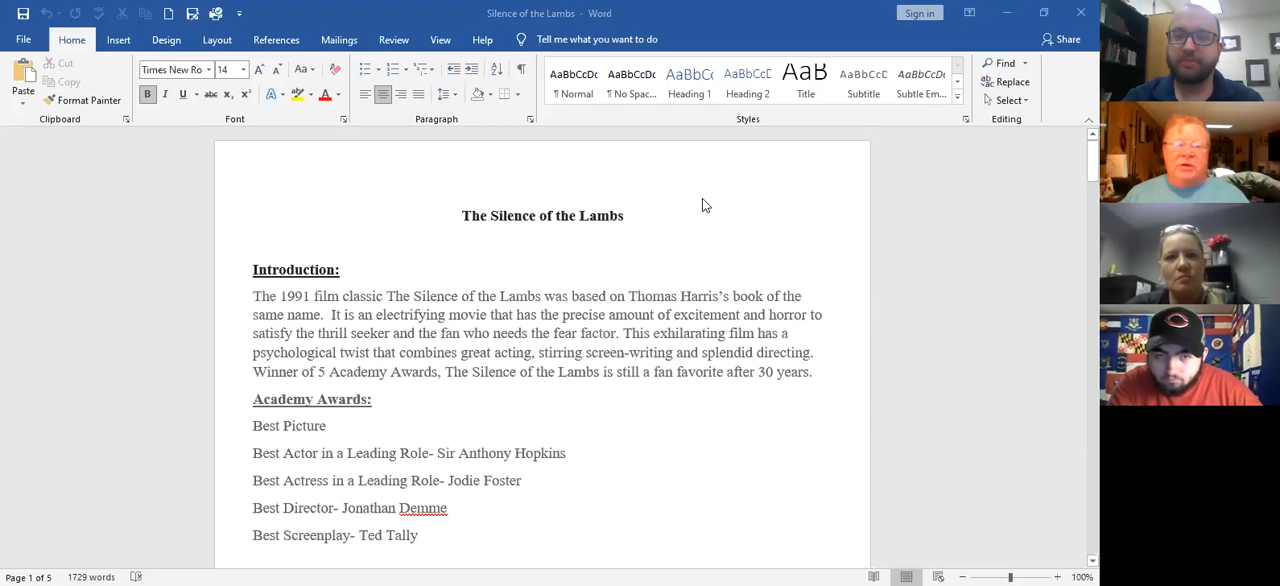 Silence of the Lambs - Word
Sign in
File Home Insert Design Layout References Mailings Review View Help Tell me what you want to do Share
Paste
Cut
Copy
Format Painter
Clipboard
Times New Ro 14
Aa
B I U abc X₂ X²
Font
Paragraph
AaBbCcDc AaBbCcDc AaBbCc AaBbCcD AaB AaBbCcD AaBbCcD
¶ Normal ¶ No Spac... Heading 1 Heading 2 Title Subtitle Subtle Em...
Styles
Find
Replace
Select
Editing
The Silence of the Lambs
Introduction:
The 1991 film classic The Silence of the Lambs was based on Thomas Harris’s book of the
same name. It is an electrifying movie that has the precise amount of excitement and horror to
satisfy the thrill seeker and the fan who needs the fear factor. This exhilarating film has a
psychological twist that combines great acting, stirring screen-writing and splendid directing.
Winner of 5 Academy Awards, The Silence of the Lambs is still a fan favorite after 30 years.
Academy Awards:
Best Picture
Best Actor in a Leading Role- Sir Anthony Hopkins
Best Actress in a Leading Role- Jodie Foster
Best Director- Jonathan Demme
Best Screenplay- Ted Tally
Page 1 of 5 1729 words 100%